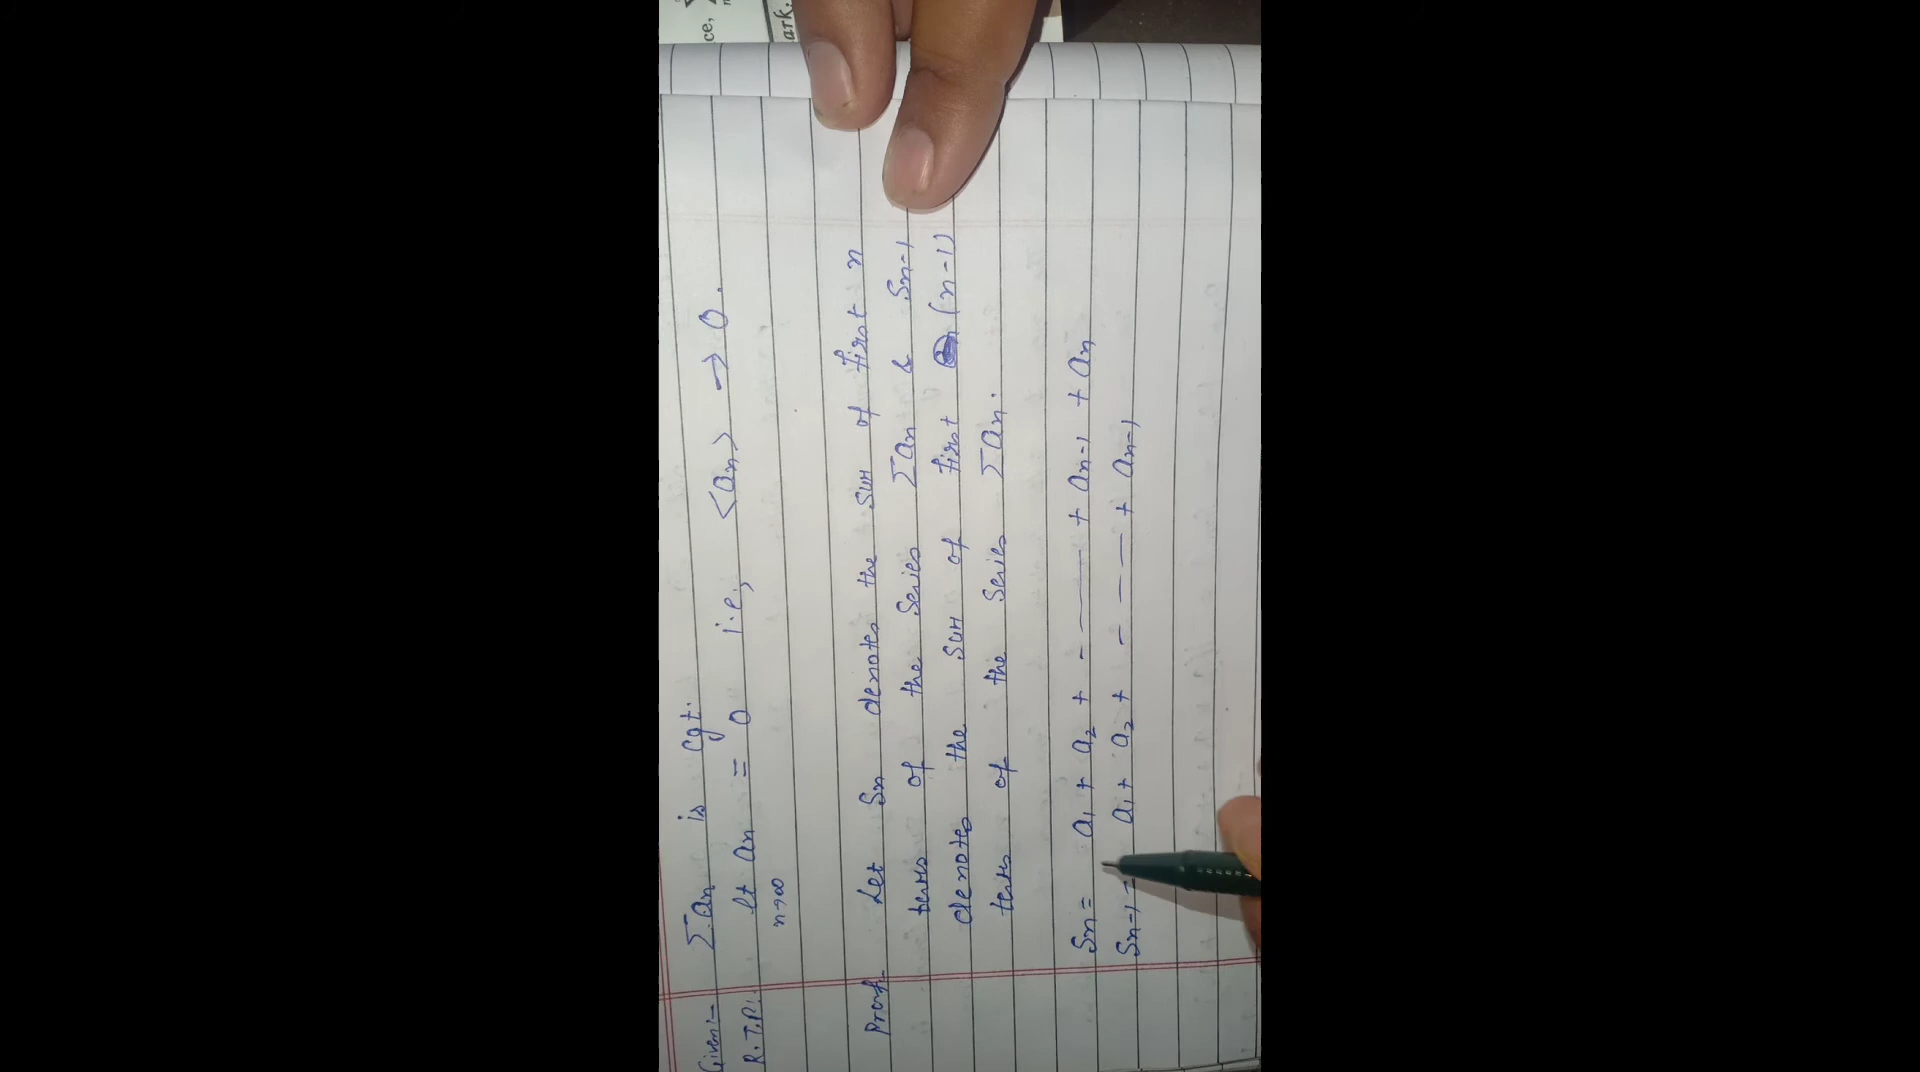 ce,
ark.
Given:- Σan is cgt.
R.T.P:- lt an = 0 i.e., <an> → 0.
n→∞
Proof- Let Sn denotes the sum of first n
terms of the series Σan & Sn-1
denotes the sum of first (n-1)
terms of the series Σan.
Sn = a1 + a2 + - —— + an-1 + an
Sn-1 = a1 + a2 + - — — + an-1